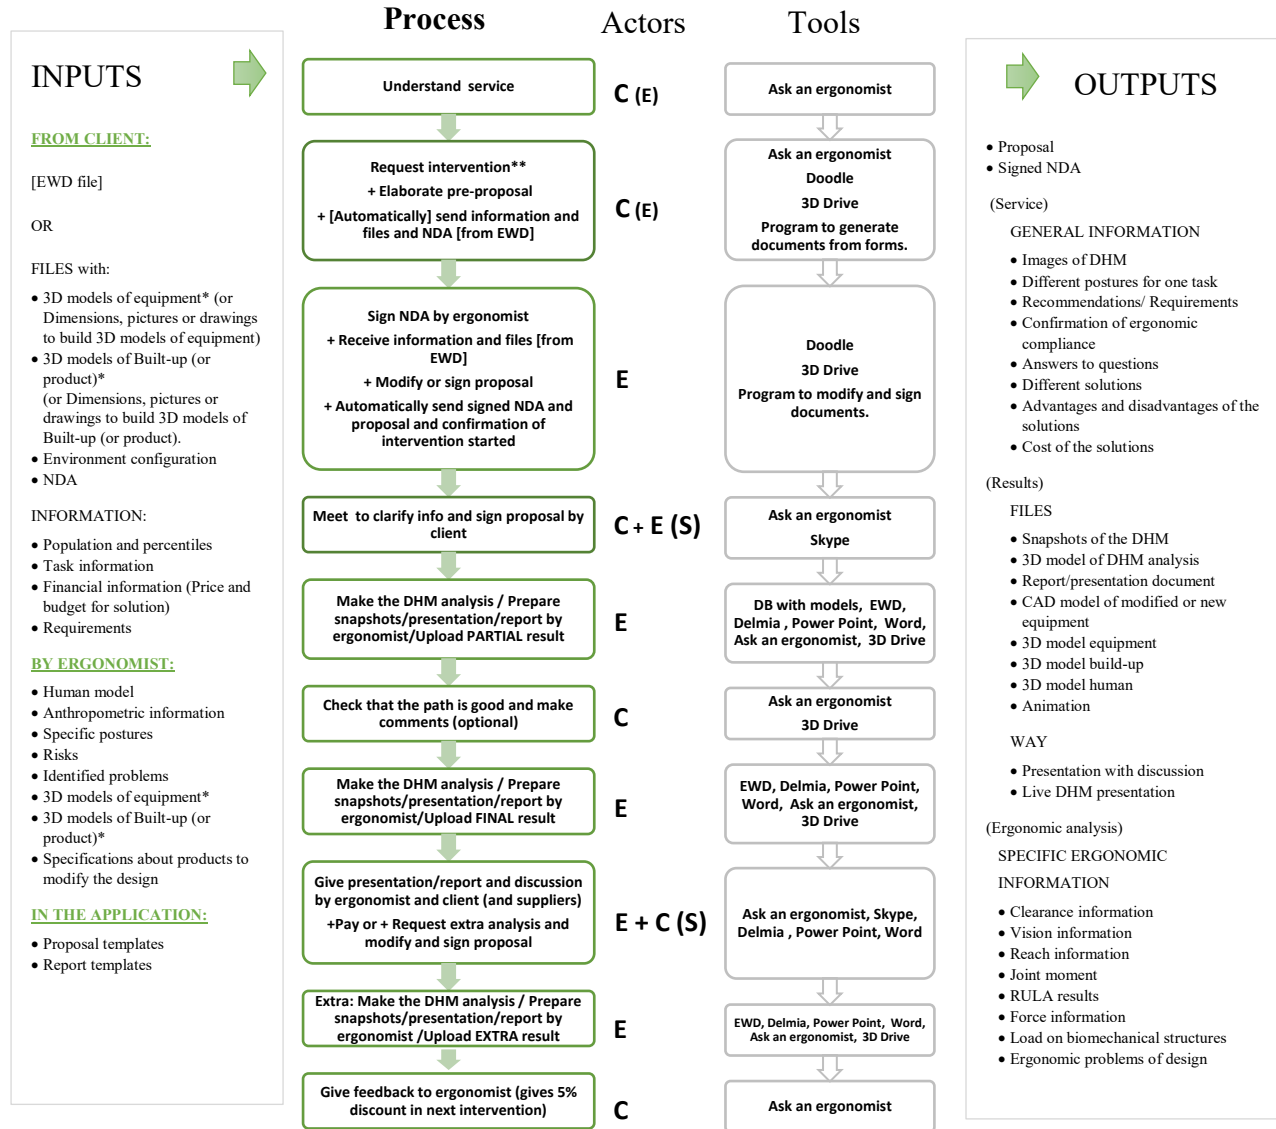 Process
Actors
Tools
INPUTS
FROM CLIENT:
[EWD file]
OR
FILES with:
• 3D models of equipment* (or
Dimensions, pictures or drawings
to build 3D models of equipment)
• 3D models of Built-up (or
product)*
(or Dimensions, pictures or
drawings to build 3D models of
Built-up (or product).
• Environment configuration
• NDA
INFORMATION:
• Population and percentiles
• Task information
• Financial information (Price and
budget for solution)
• Requirements
BY ERGONOMIST:
• Human model
• Anthropometric information
• Specific postures
• Risks
• Identified problems
• 3D models of equipment*
• 3D models of Built-up (or
product)*
• Specifications about products to
modify the design
IN THE APPLICATION:
• Proposal templates
• Report templates
Understand service
C (E)
Ask an ergonomist
Request intervention**
+ Elaborate pre-proposal
+ [Automatically] send information and
files and NDA [from EWD]
C (E)
Ask an ergonomist
Doodle
3D Drive
Program to generate
documents from forms.
Sign NDA by ergonomist
+ Receive information and files [from
EWD]
+ Modify or sign proposal
+ Automatically send signed NDA and
proposal and confirmation of
intervention started
E
Doodle
3D Drive
Program to modify and sign
documents.
Meet to clarify info and sign proposal by
client
C + E (S)
Ask an ergonomist
Skype
Make the DHM analysis / Prepare
snapshots/presentation/report by
ergonomist/Upload PARTIAL result
E
DB with models, EWD,
Delmia , Power Point, Word,
Ask an ergonomist, 3D Drive
Check that the path is good and make
comments (optional)
C
Ask an ergonomist
3D Drive
Make the DHM analysis / Prepare
snapshots/presentation/report by
ergonomist/Upload FINAL result
E
EWD, Delmia, Power Point,
Word, Ask an ergonomist,
3D Drive
Give presentation/report and discussion
by ergonomist and client (and suppliers)
+Pay or + Request extra analysis and
modify and sign proposal
E + C (S)
Ask an ergonomist, Skype,
Delmia , Power Point, Word
Extra: Make the DHM analysis / Prepare
snapshots/presentation/report by
ergonomist /Upload EXTRA result
E
EWD, Delmia, Power Point, Word,
Ask an ergonomist, 3D Drive
Give feedback to ergonomist (gives 5%
discount in next intervention)
C
Ask an ergonomist
OUTPUTS
• Proposal
• Signed NDA
(Service)
GENERAL INFORMATION
• Images of DHM
• Different postures for one task
• Recommendations/ Requirements
• Confirmation of ergonomic
compliance
• Answers to questions
• Different solutions
• Advantages and disadvantages of the
solutions
• Cost of the solutions
(Results)
FILES
• Snapshots of the DHM
• 3D model of DHM analysis
• Report/presentation document
• CAD model of modified or new
equipment
• 3D model equipment
• 3D model build-up
• 3D model human
• Animation
WAY
• Presentation with discussion
• Live DHM presentation
(Ergonomic analysis)
SPECIFIC ERGONOMIC
INFORMATION
• Clearance information
• Vision information
• Reach information
• Joint moment
• RULA results
• Force information
• Load on biomechanical structures
• Ergonomic problems of design